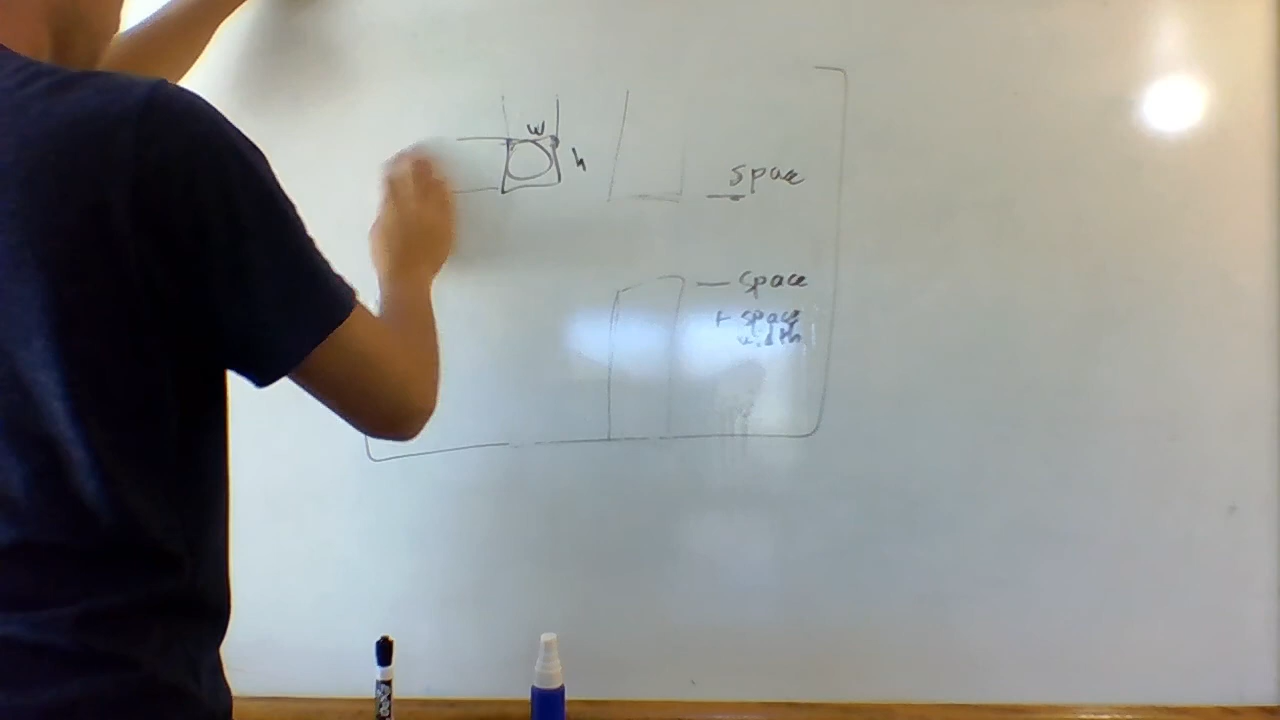 w
h
space
— space
+ space
width